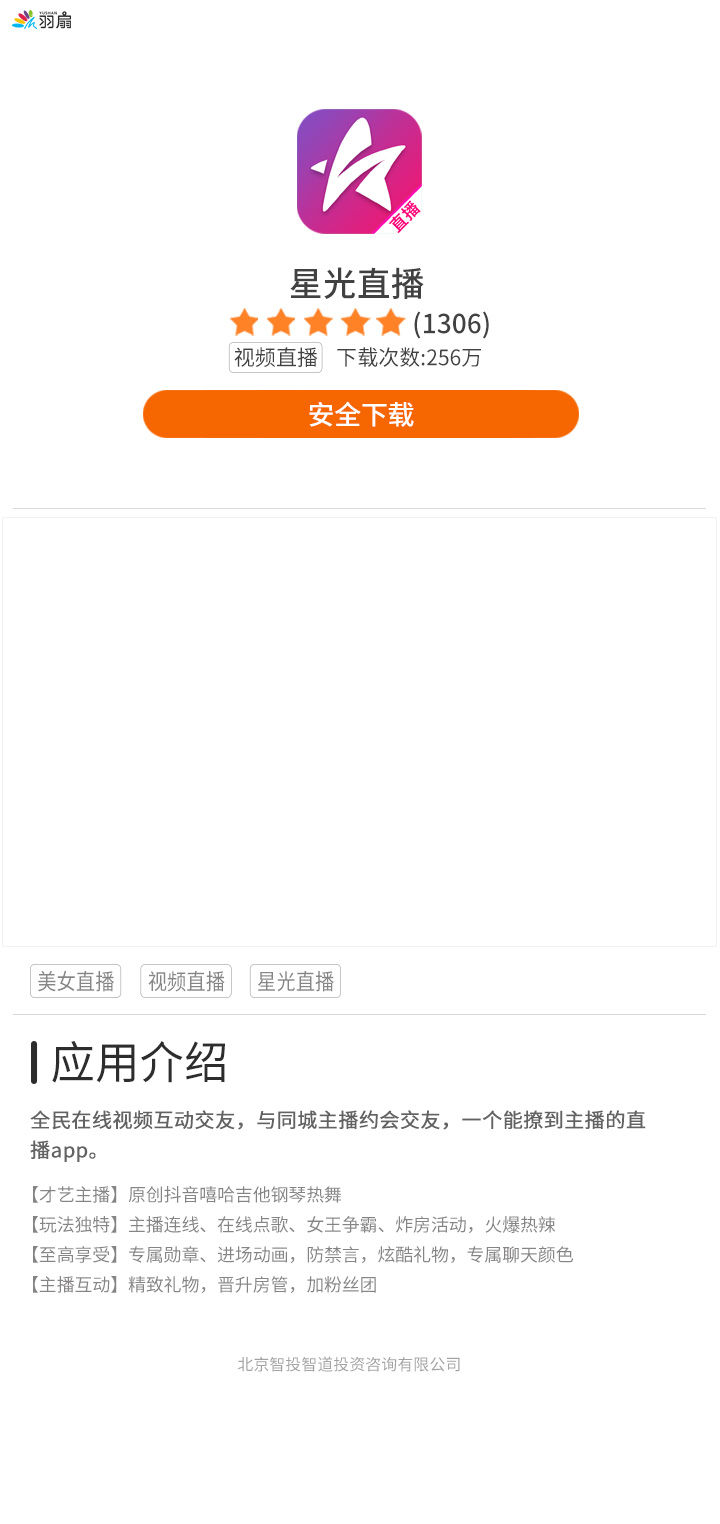 YUSHAN
羽扇
直播
星光直播
(1306)
视频直播 下载次数:256万
安全下载
美女直播 视频直播 星光直播
应用介绍
全民在线视频互动交友，与同城主播约会交友，一个能撩到主播的直
播app。
【才艺主播】原创抖音嘻哈吉他钢琴热舞
【玩法独特】主播连线、在线点歌、女王争霸、炸房活动，火爆热辣
【至高享受】专属勋章、进场动画，防禁言，炫酷礼物，专属聊天颜色
【主播互动】精致礼物，晋升房管，加粉丝团
北京智投智道投资咨询有限公司